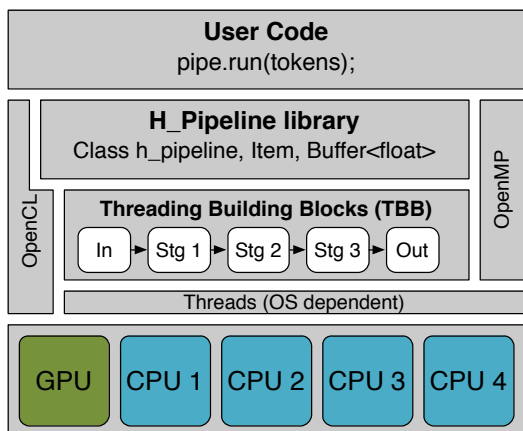 User Code
pipe.run(tokens);
H_Pipeline library
Class h_pipeline, Item, Buffer<float>
OpenCL
OpenMP
Threading Building Blocks (TBB)
In Stg 1 Stg 2 Stg 3 Out
Threads (OS dependent)
GPU CPU 1 CPU 2 CPU 3 CPU 4